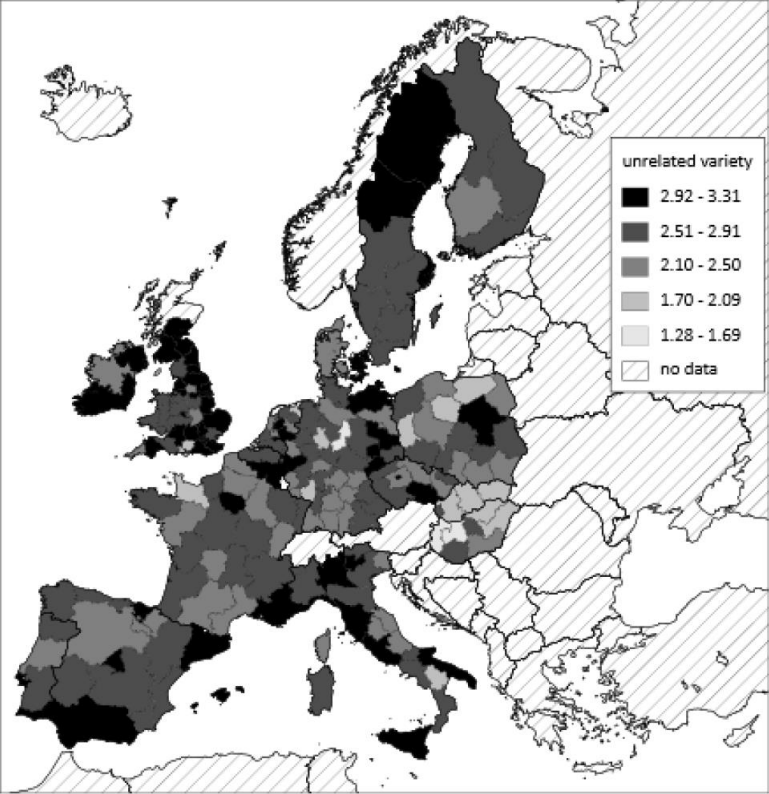 unrelated variety
2.92 - 3.31
2.51 - 2.91
2.10 - 2.50
1.70 - 2.09
1.28 - 1.69
no data